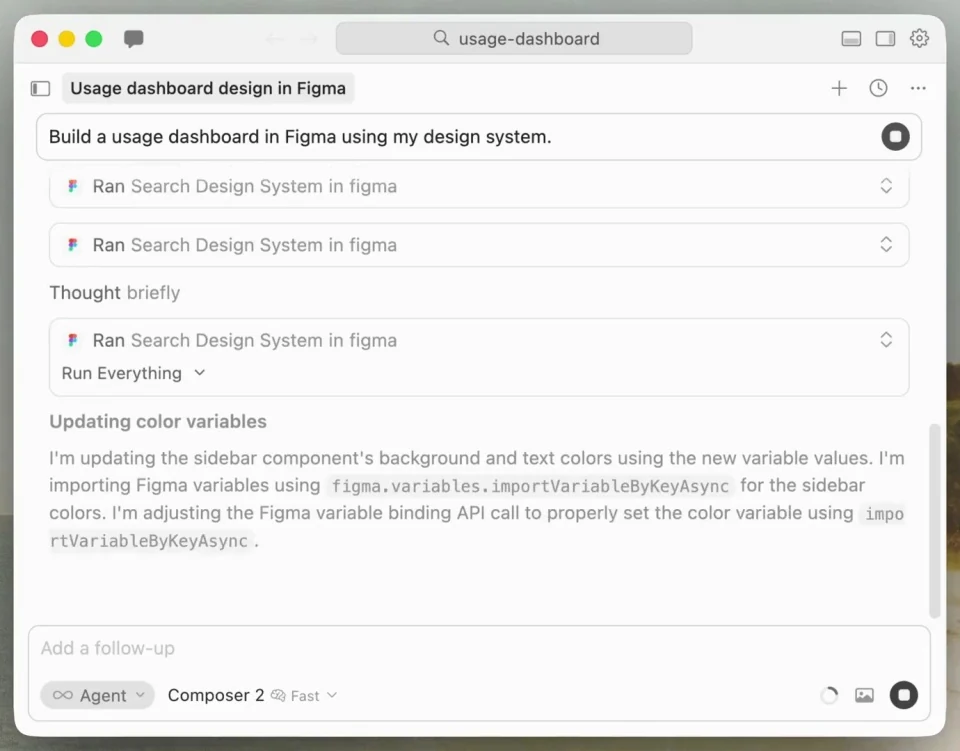 usage-dashboard
Usage dashboard design in Figma
Build a usage dashboard in Figma using my design system.
Ran Search Design System in figma
Ran Search Design System in figma
Thought briefly
Ran Search Design System in figma
Run Everything
Updating color variables
I'm updating the sidebar component's background and text colors using the new variable values. I'm
importing Figma variables using figma.variables.importVariableByKeyAsync for the sidebar
colors. I'm adjusting the Figma variable binding API call to properly set the color variable using impo
rtVariableByKeyAsync.
Add a follow-up
Agent Composer 2 Fast